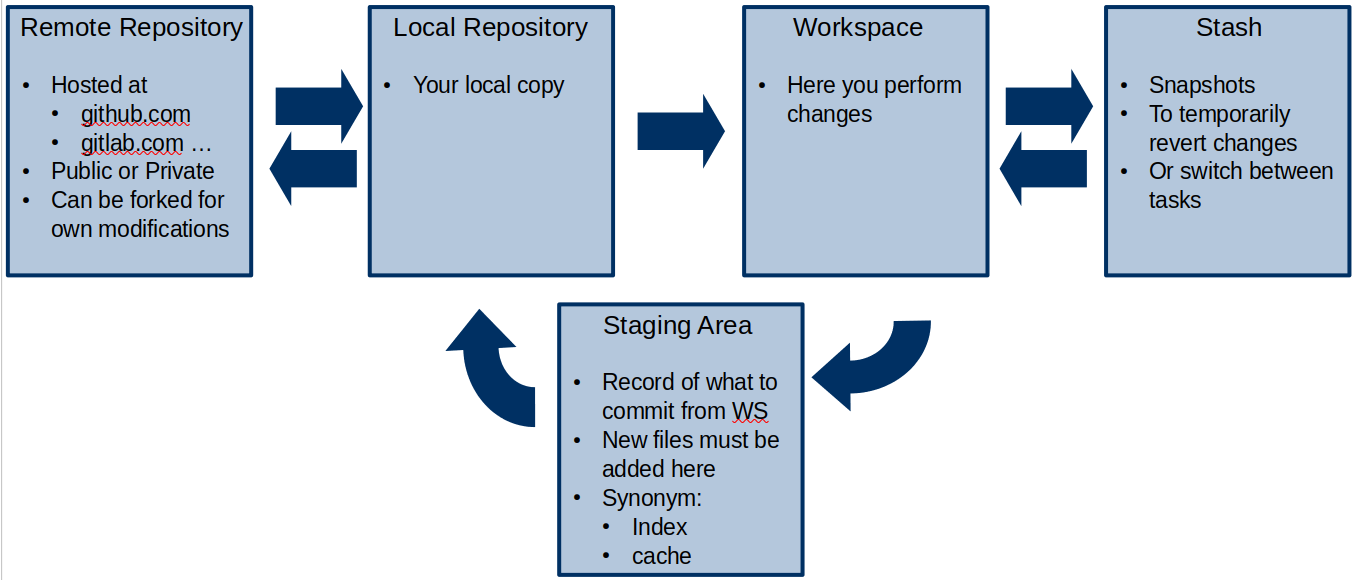 Remote Repository
• Hosted at
• github.com
• gitlab.com …
• Public or Private
• Can be forked for
own modifications
Local Repository
• Your local copy
Workspace
• Here you perform
changes
Stash
• Snapshots
• To temporarily
revert changes
• Or switch between
tasks
Staging Area
• Record of what to
commit from WS
• New files must be
added here
• Synonym:
• Index
• cache